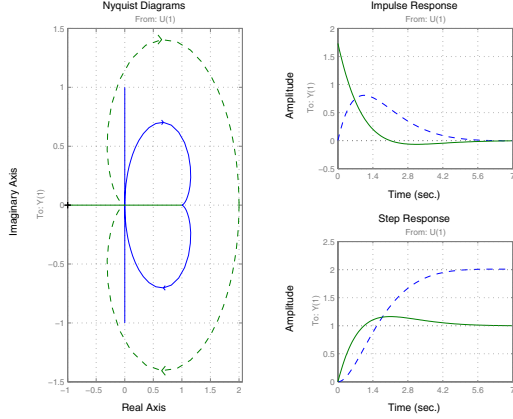 Nyquist Diagrams
From: U(1)
1.5
1
0.5
0
−0.5
−1
−1.5
−1
−0.5
0
0.5
1
1.5
2
Real Axis
Imaginary Axis
To: Y(1)
Impulse Response
From: U(1)
2
1.5
1
0.5
0
−0.5
0
1.4
2.8
4.2
5.6
7
Time (sec.)
Amplitude
To: Y(1)
Step Response
From: U(1)
2.5
2
1.5
1
0.5
0
0
1.4
2.8
4.2
5.6
7
Time (sec.)
Amplitude
To: Y(1)